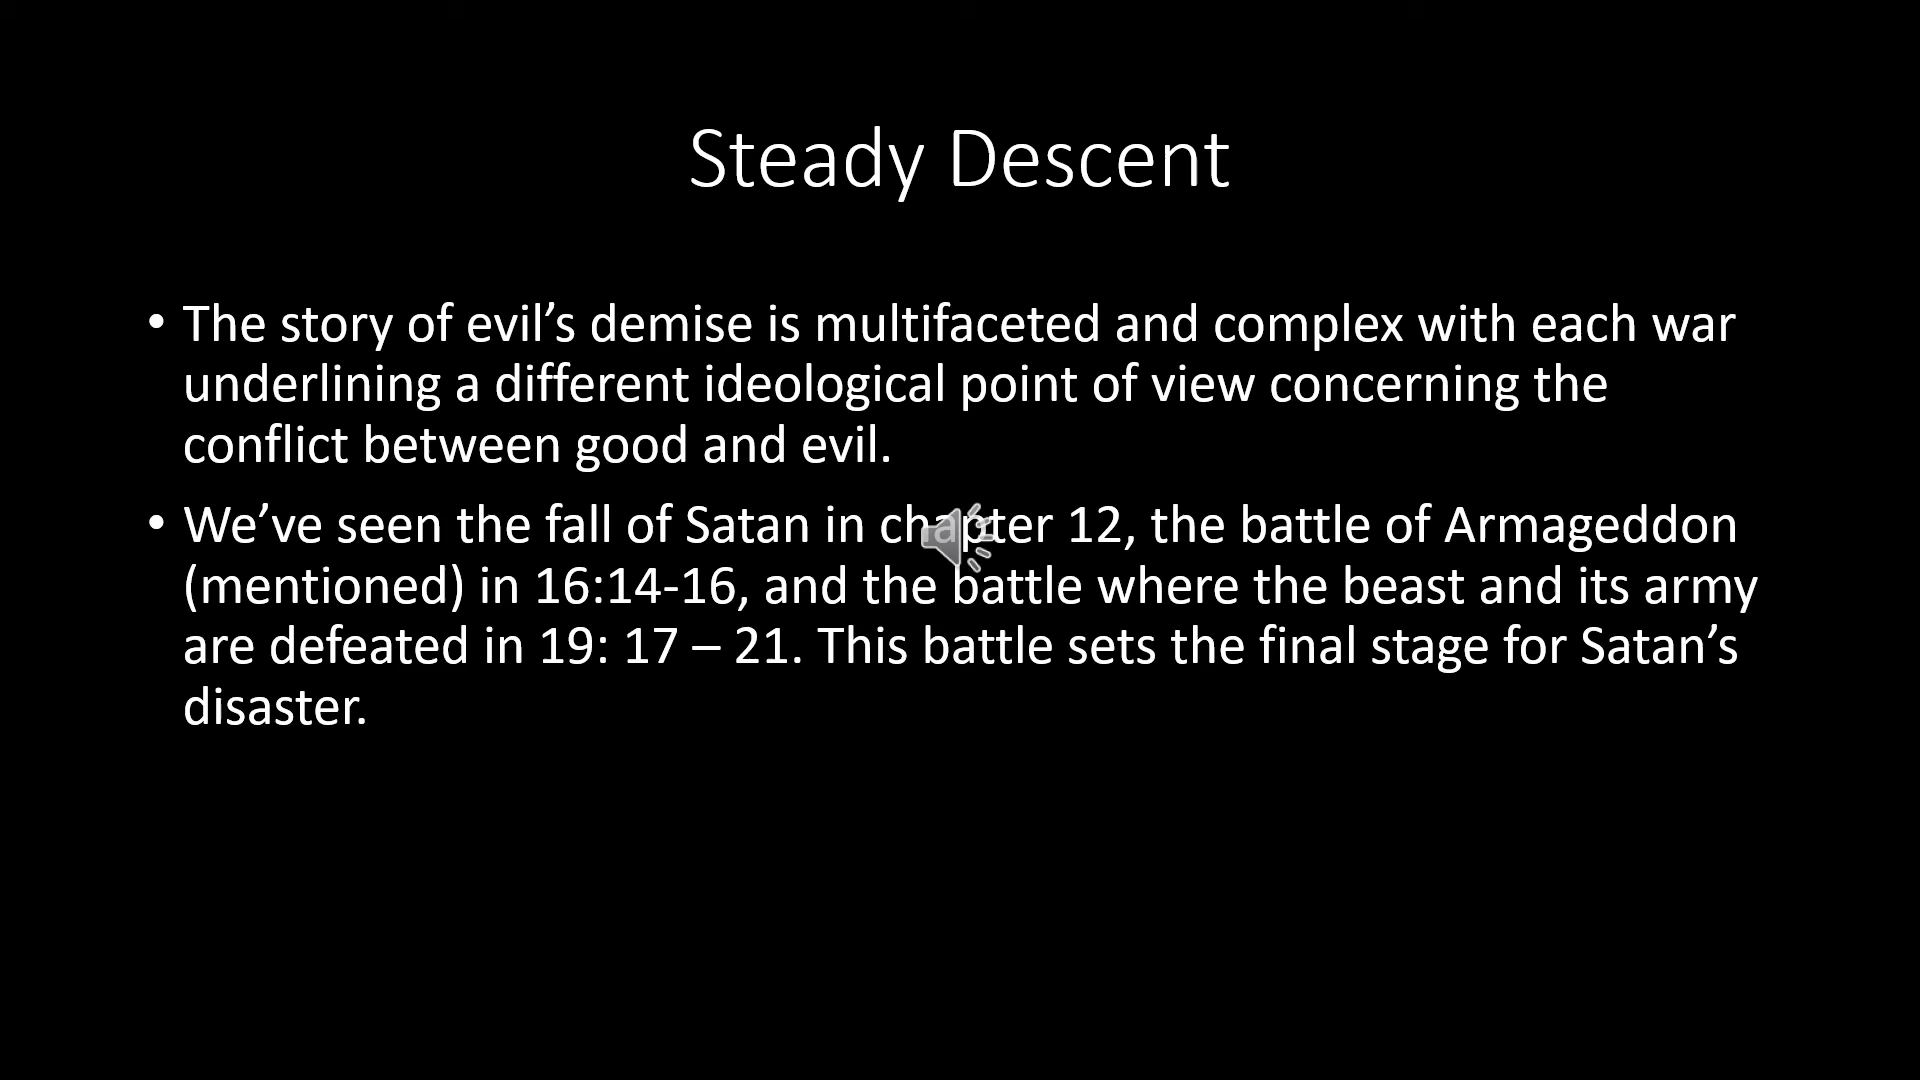 Steady Descent
• The story of evil’s demise is multifaceted and complex with each war
underlining a different ideological point of view concerning the
conflict between good and evil.
• We’ve seen the fall of Satan in chapter 12, the battle of Armageddon
(mentioned) in 16:14-16, and the battle where the beast and its army
are defeated in 19: 17 – 21. This battle sets the final stage for Satan’s
disaster.